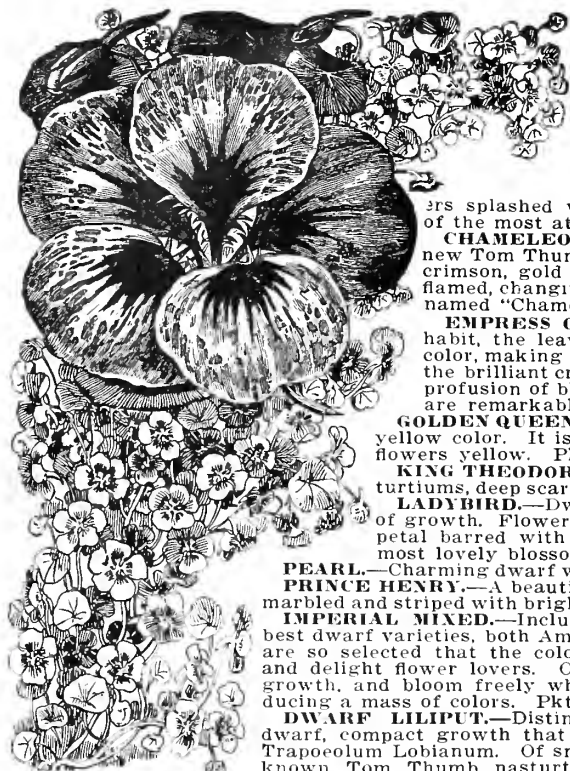 ers splashed
of the most at
CHAMELEO
new Tom Thum
crimson, gold
flamed, changi
named "Chame
EMPRESS O
habit, the leav
color, making
the brilliant cr
profusion of b
are remarkabl
GOLDEN QUEEN
yellow color. It is
flowers yellow. P
KING THEODOR
turtiums, deep scar
LADYBIRD.—Dw
of growth. Flower
petal barred with
most lovely blosso
PEARL.—Charming dwarf v
PRINCE HENRY.—A beauti
marbled and striped with brigh
IMPERIAL MIXED.—Inclu
best dwarf varieties, both Am
are so selected that the colo
and delight flower lovers. O
growth, and bloom freely wh
ducing a mass of colors. Pkt
DWARF LILIPUT.—Distin
dwarf, compact growth that
Trapoeolum Lobianum. Of sm
known Tom Thumb nasturt